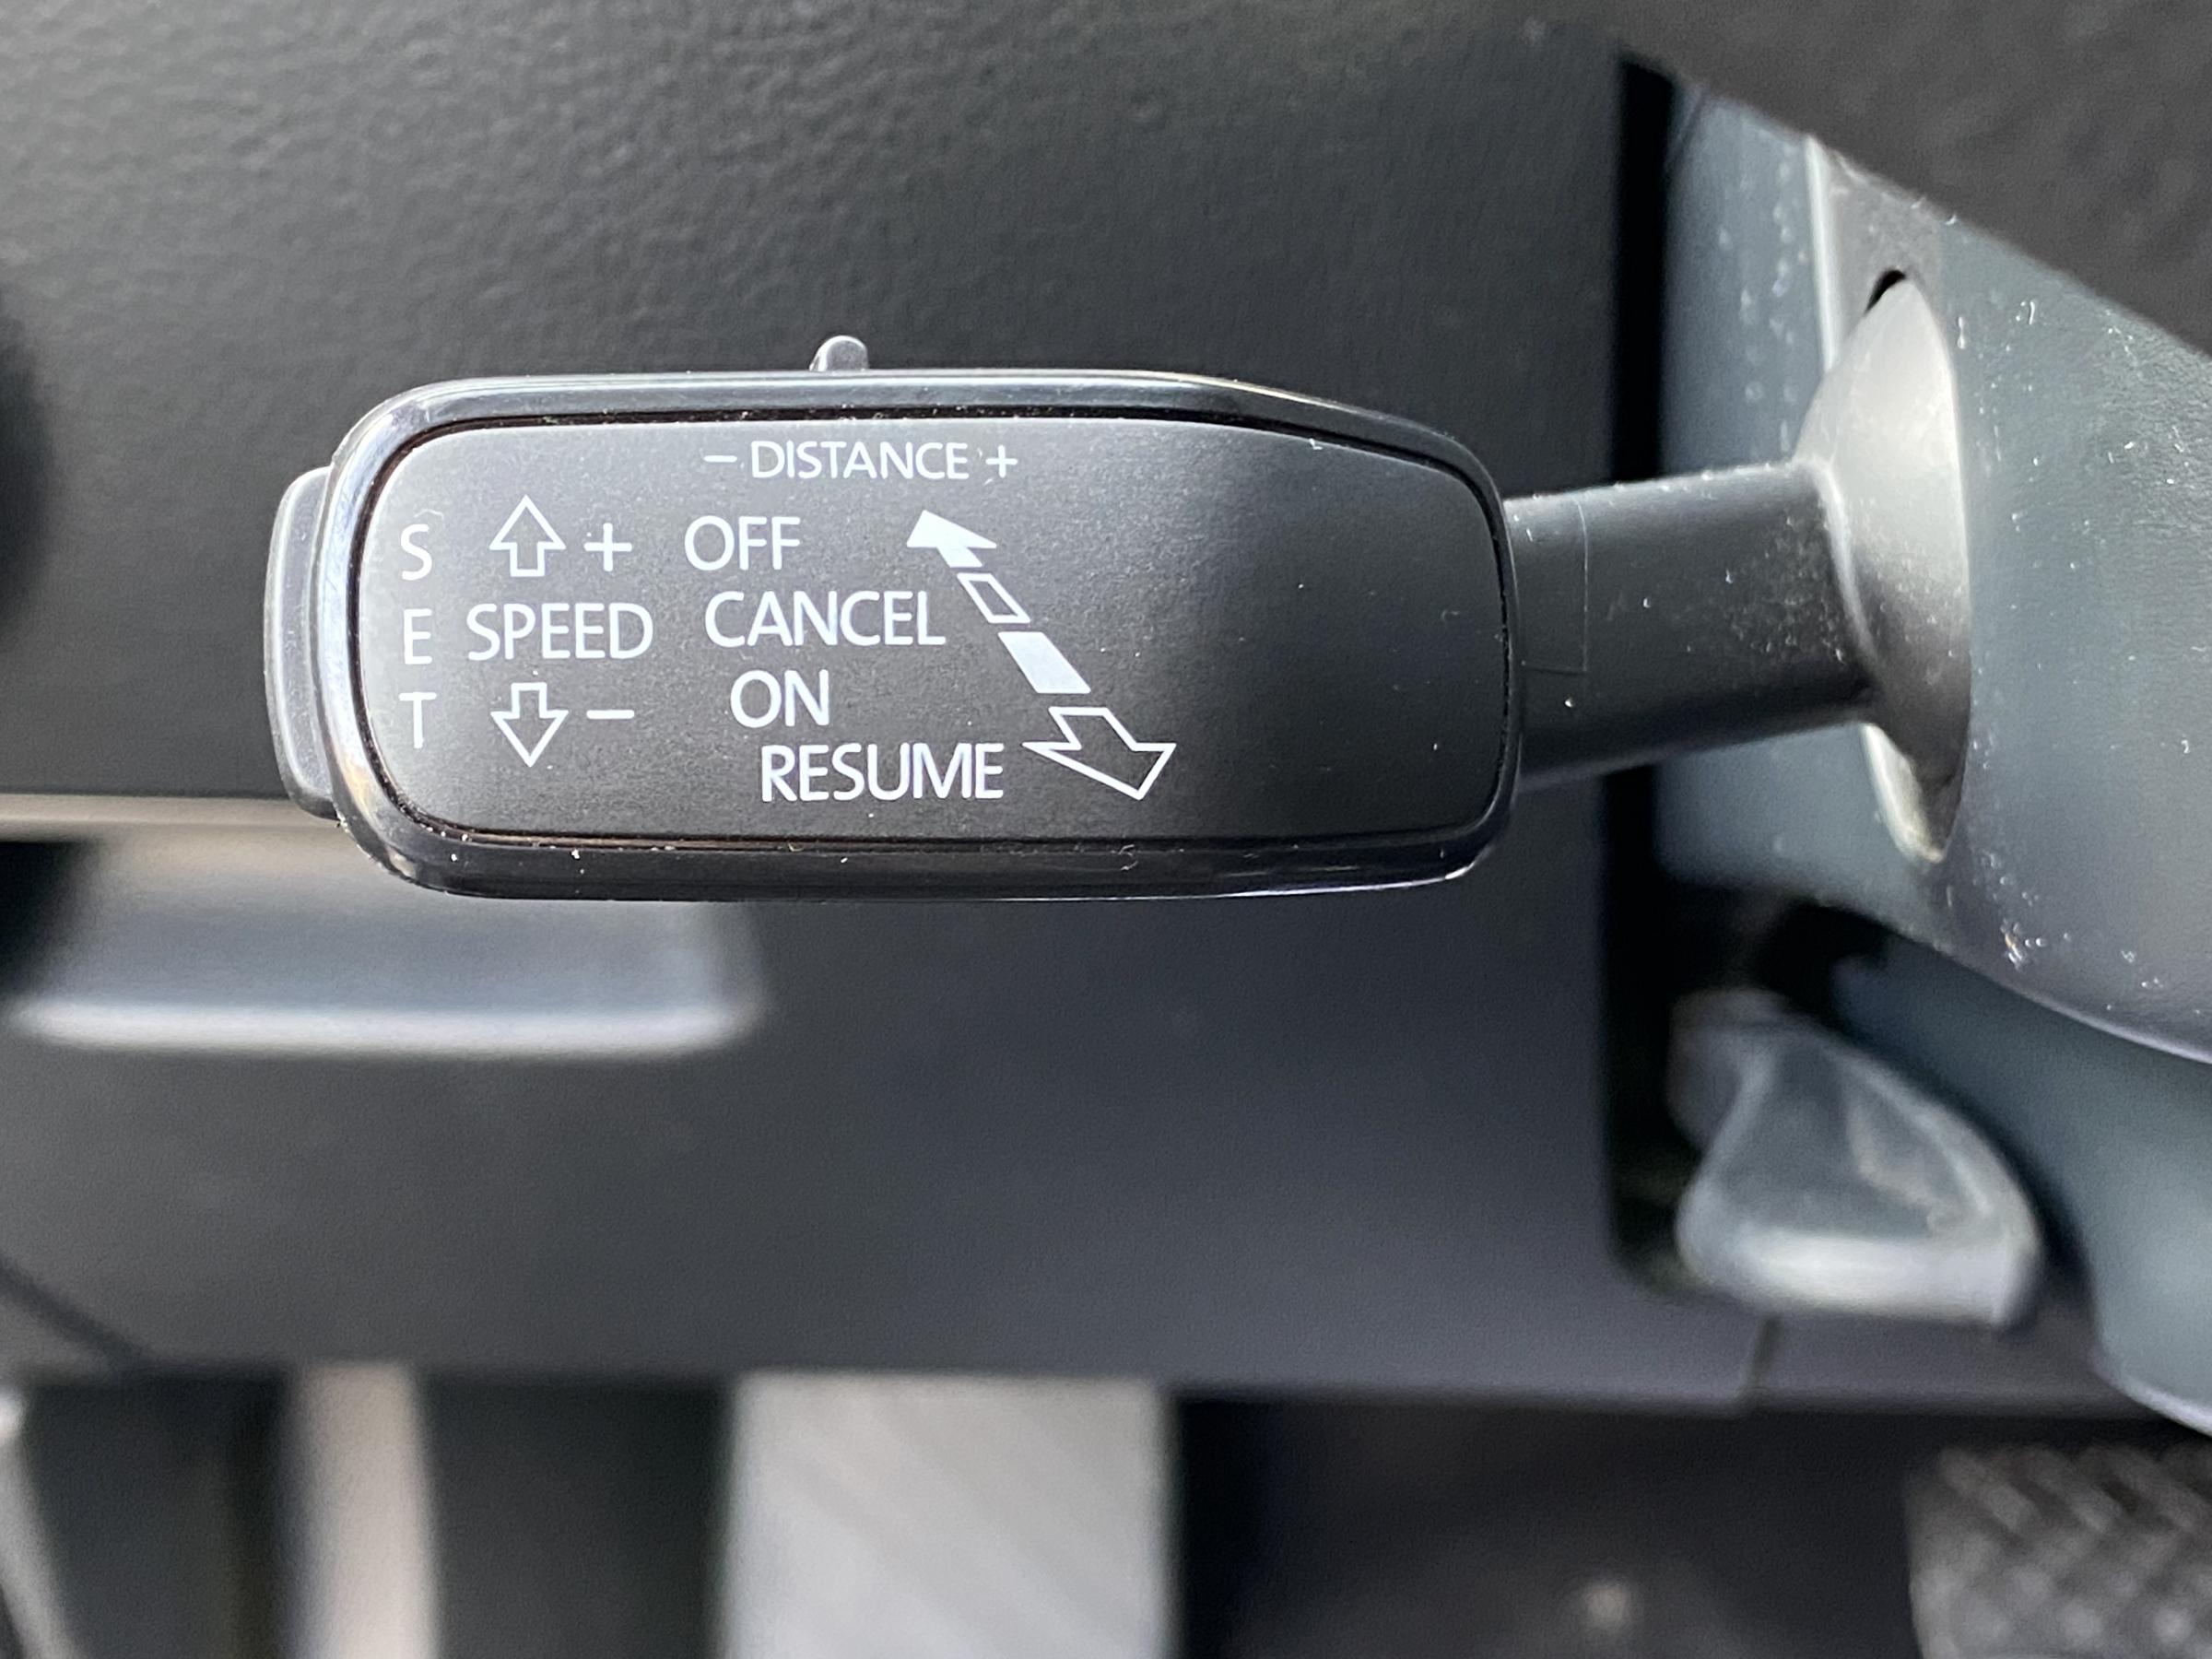 − DISTANCE +
S + OFF
E SPEED CANCEL
T − ON
RESUME